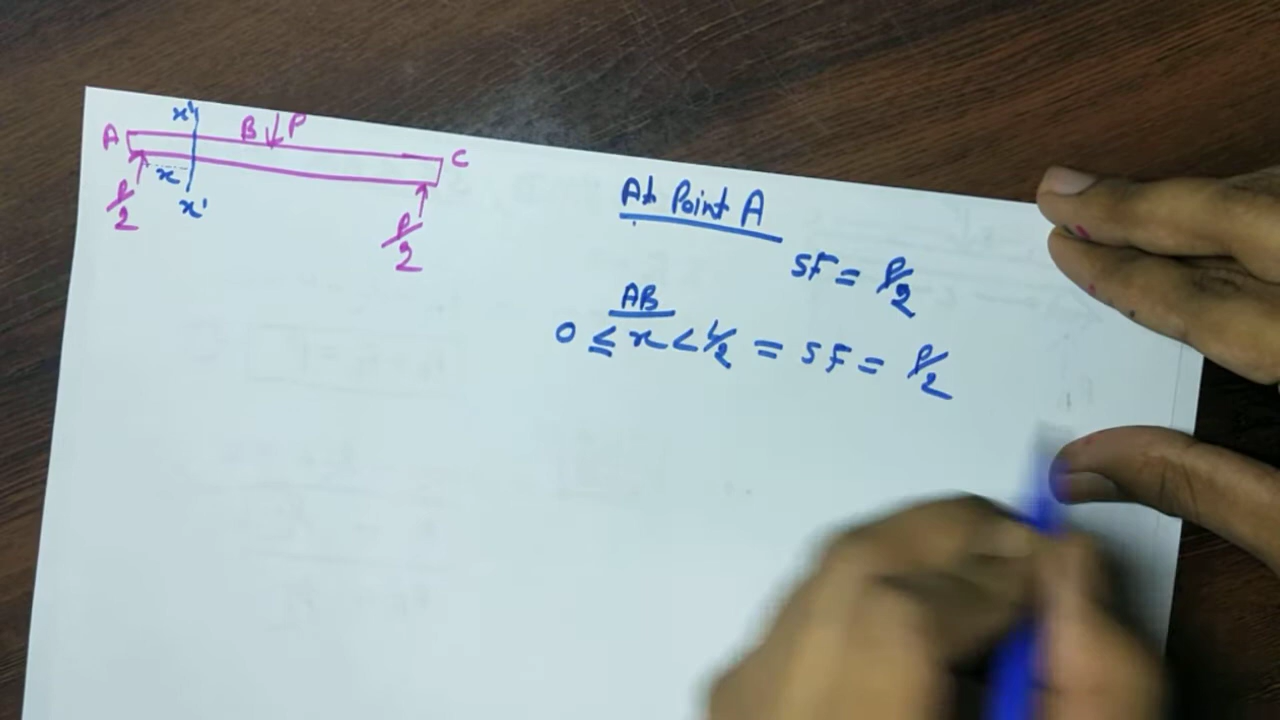 x'
A
B P
C
x
P/2
x'
P/2
At Point A
SF = P/2
AB
0 ≤ x < L/2 = SF = P/2